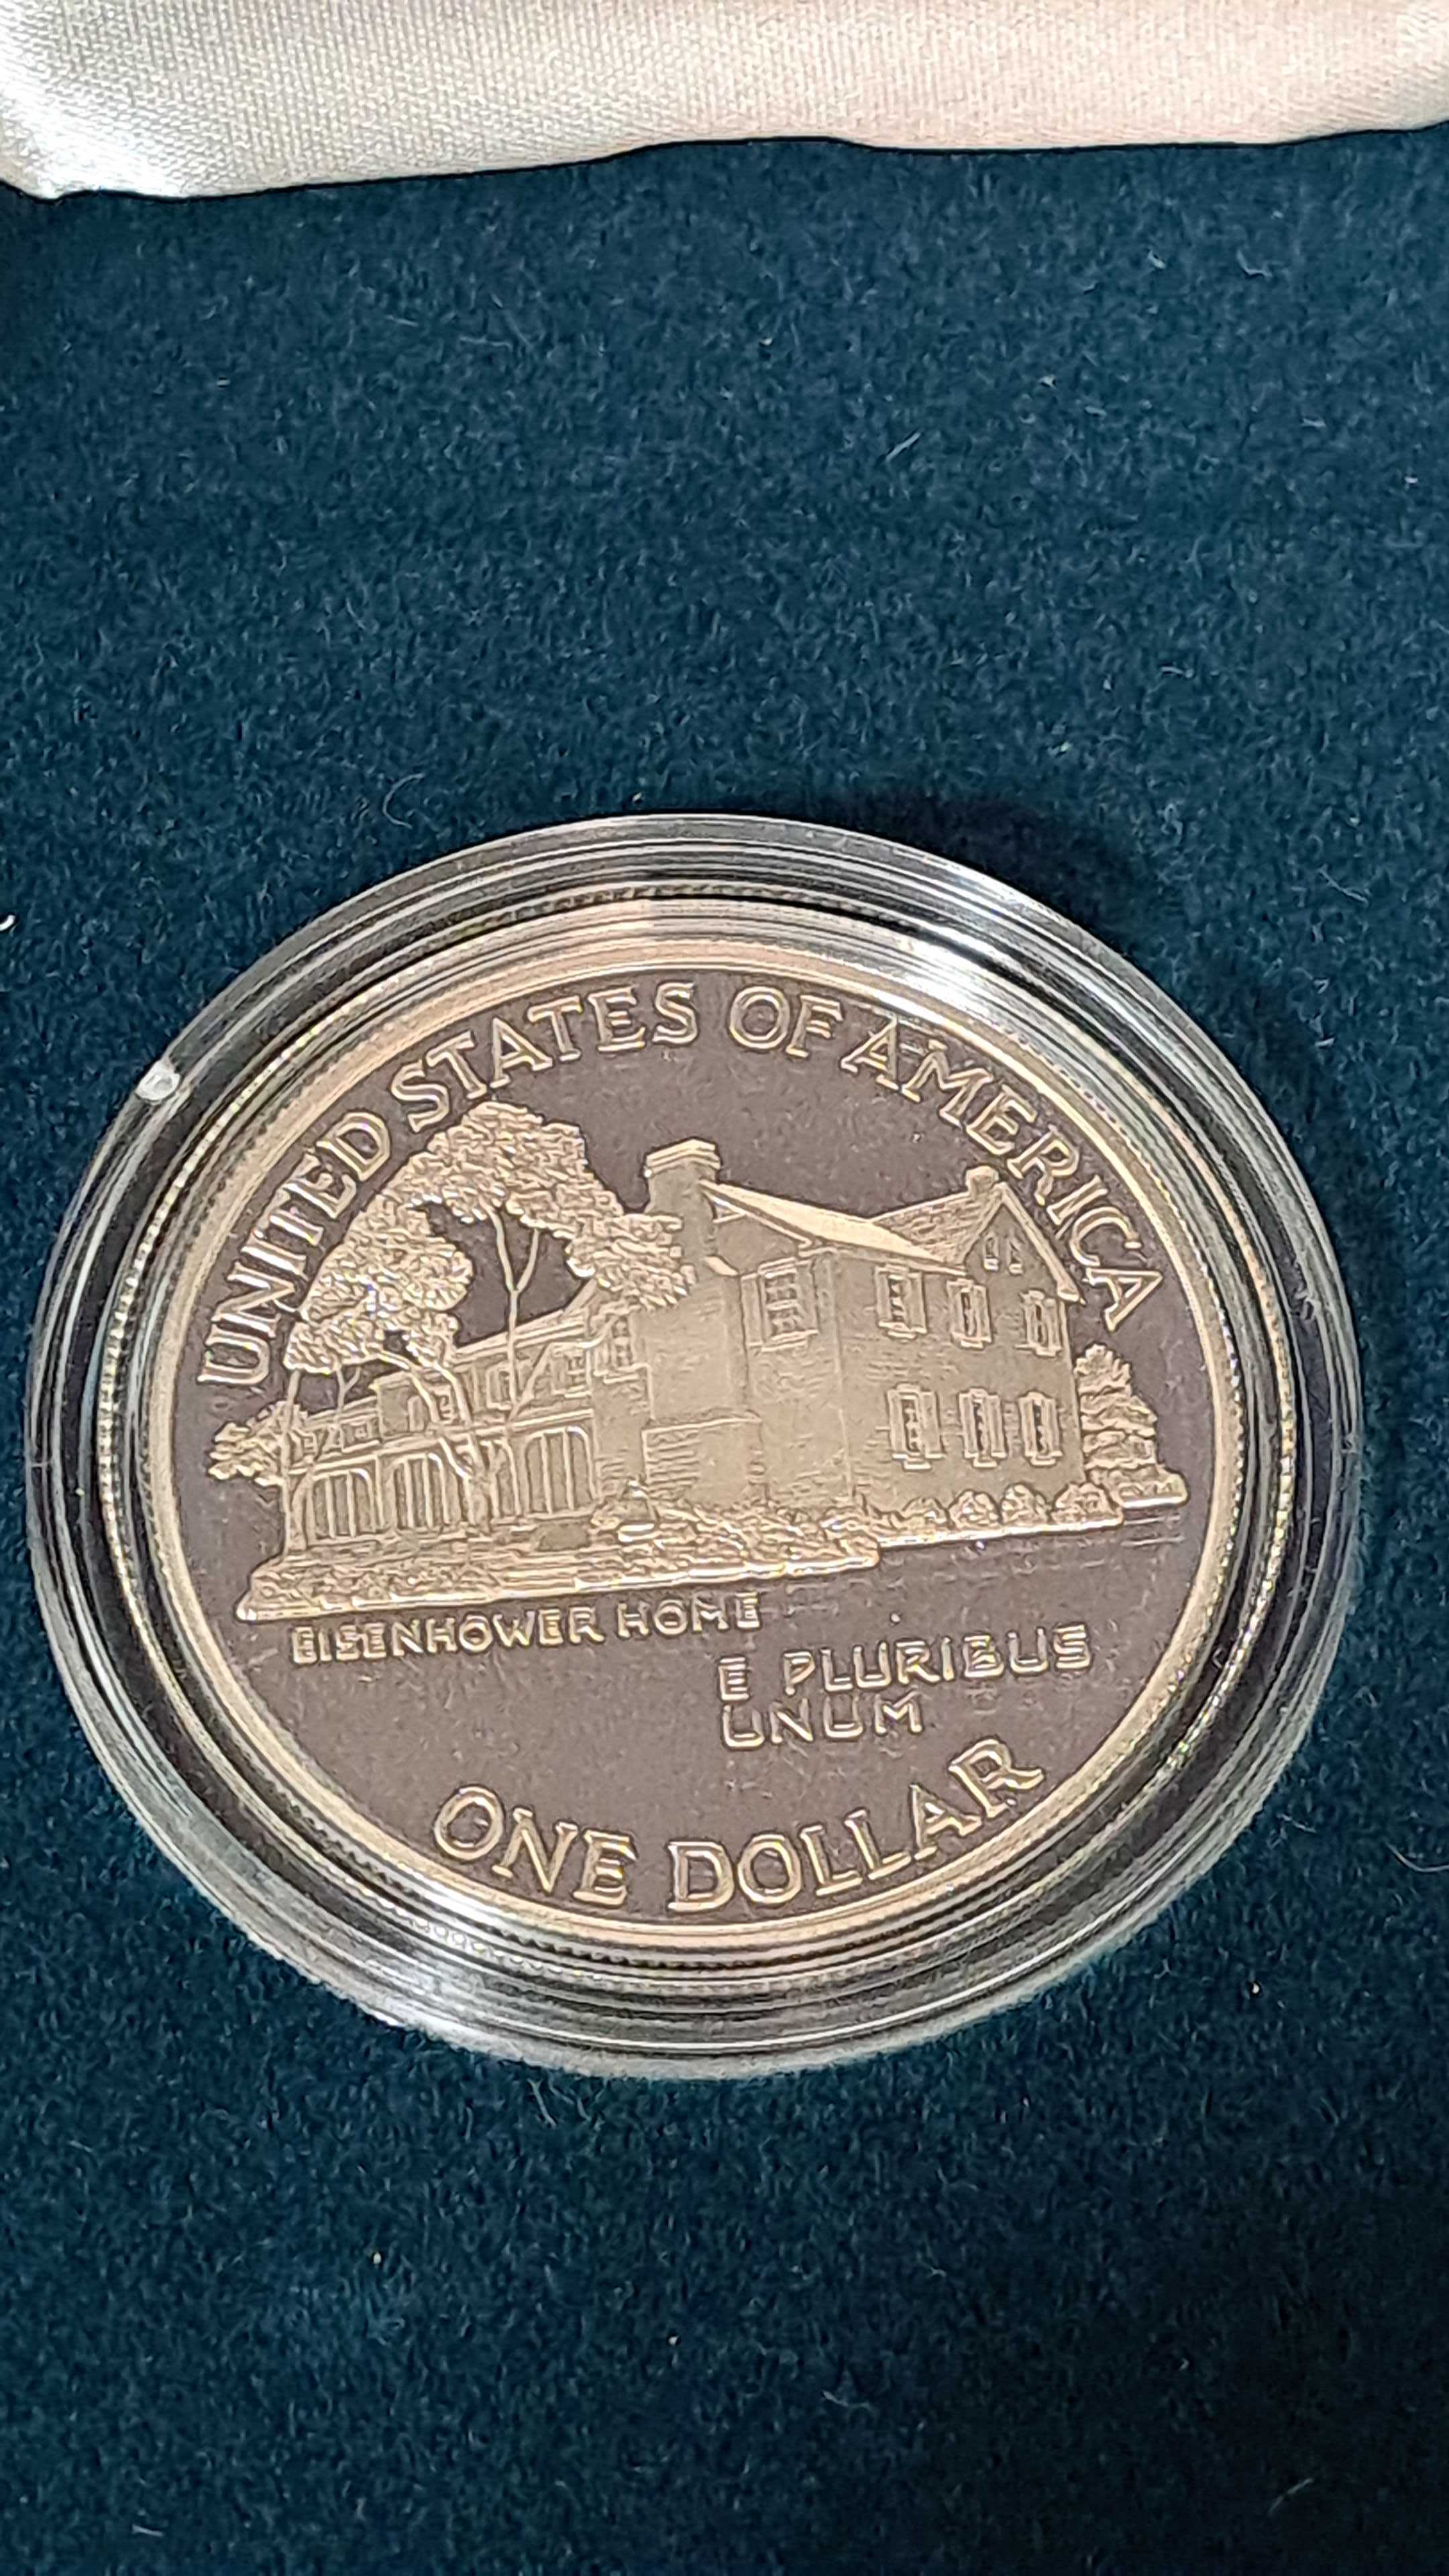 UNITED STATES OF AMERICA
EISENHOWER HOME
E PLURIBUS
UNUM
ONE DOLLAR